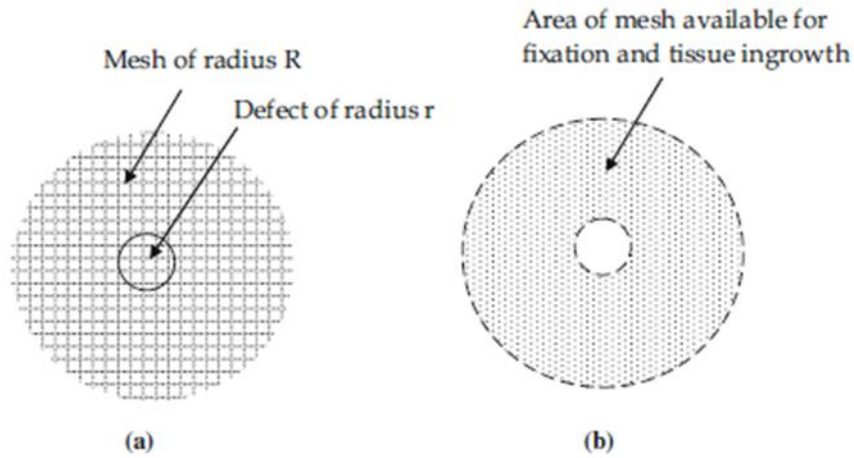 Mesh of radius R
Defect of radius r
Area of mesh available for
fixation and tissue ingrowth
(a)
(b)